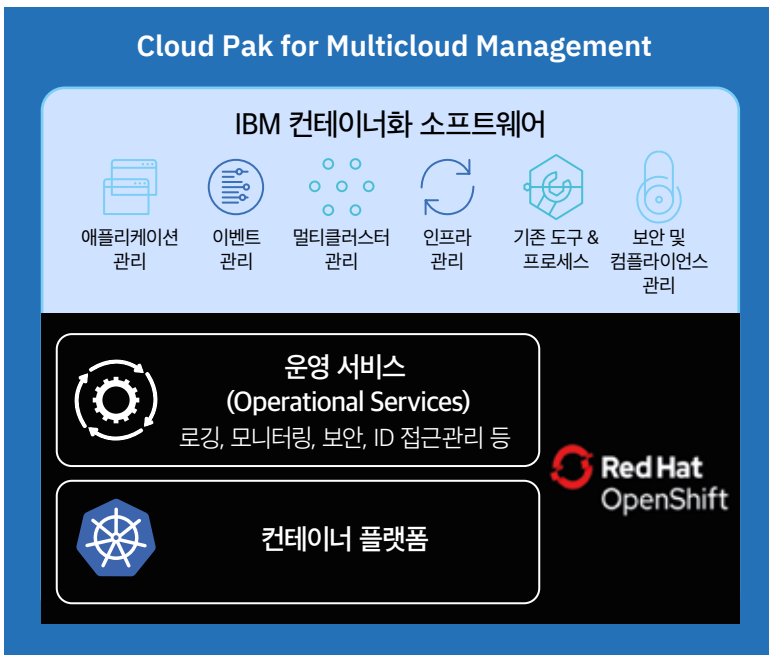 Cloud Pak for Multicloud Management
IBM 컨테이너화 소프트웨어
애플리케이션
관리
이벤트
관리
멀티클러스터
관리
인프라
관리
기존 도구 &
프로세스
보안 및
컴플라이언스
관리
운영 서비스
(Operational Services)
로깅, 모니터링, 보안, ID 접근관리 등
Red Hat
OpenShift
컨테이너 플랫폼